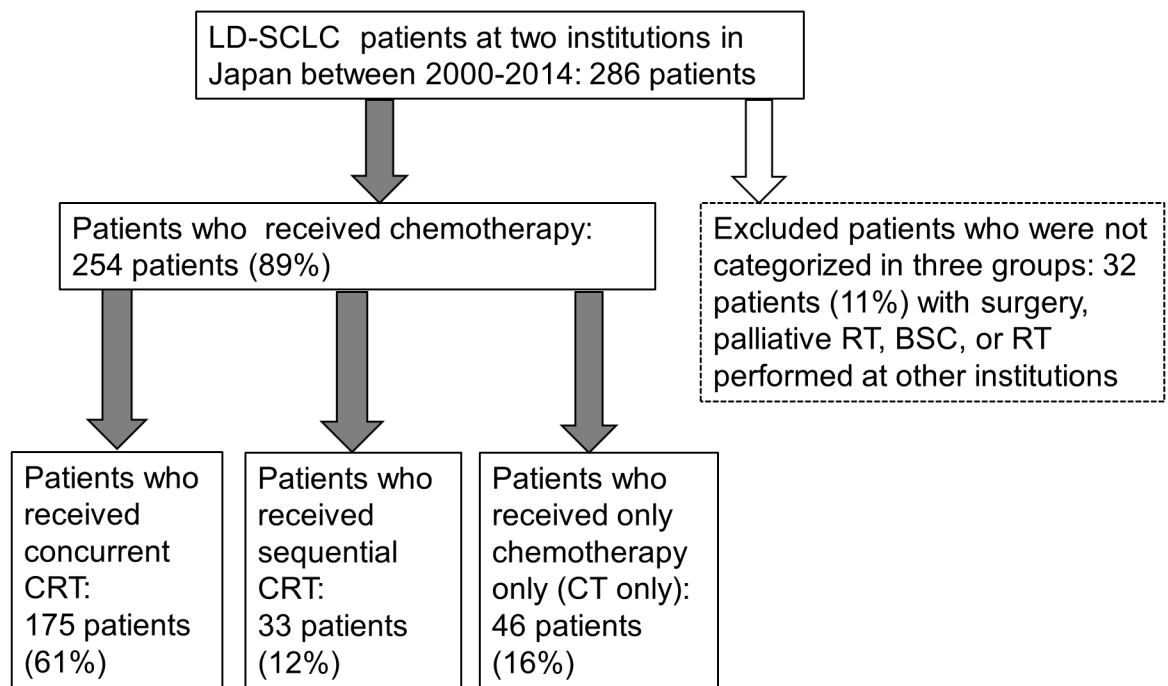 LD-SCLC patients at two institutions in
Japan between 2000-2014: 286 patients
Patients who received chemotherapy:
254 patients (89%)
Excluded patients who were not
categorized in three groups: 32
patients (11%) with surgery,
palliative RT, BSC, or RT
performed at other institutions
Patients who
received
concurrent
CRT:
175 patients
(61%)
Patients who
received
sequential
CRT:
33 patients
(12%)
Patients who
received only
chemotherapy
only (CT only):
46 patients
(16%)